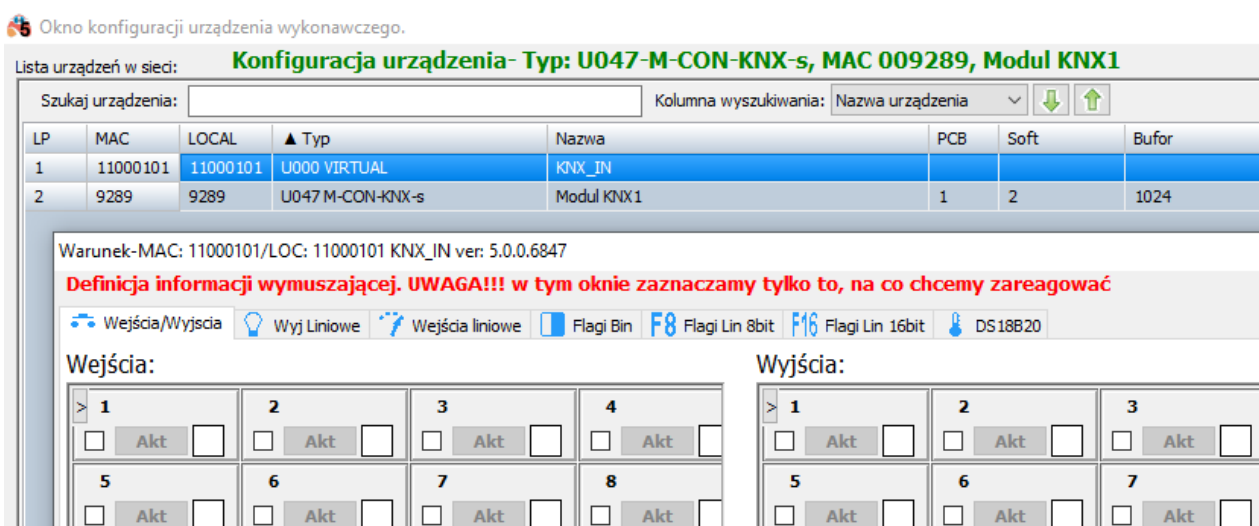 Okno konfiguracji urządzenia wykonawczego.
Lista urządzeń w sieci: Konfiguracja urządzenia- Typ: U047-M-CON-KNX-s, MAC 009289, Modul KNX1
Szukaj urządzenia: Kolumna wyszukiwania: Nazwa urządzenia
LP MAC LOCAL ▲ Typ Nazwa PCB Soft Bufor
1 11000101 11000101 U000 VIRTUAL KNX_IN
2 9289 9289 U047 M-CON-KNX-s Modul KNX1 1 2 1024
Warunek-MAC: 11000101/LOC: 11000101 KNX_IN ver: 5.0.0.6847
Definicja informacji wymuszającej. UWAGA!!! w tym oknie zaznaczamy tylko to, na co chcemy zareagować
Wejścia/Wyjscia Wyj Liniowe Wejścia liniowe Flagi Bin F8 Flagi Lin 8bit F16 Flagi Lin 16bit DS18B20
Wejścia: Wyjścia:
> 1 2 3 4 > 1 2 3
Akt Akt Akt Akt Akt Akt Akt
5 6 7 8 5 6 7
Akt Akt Akt Akt Akt Akt Akt